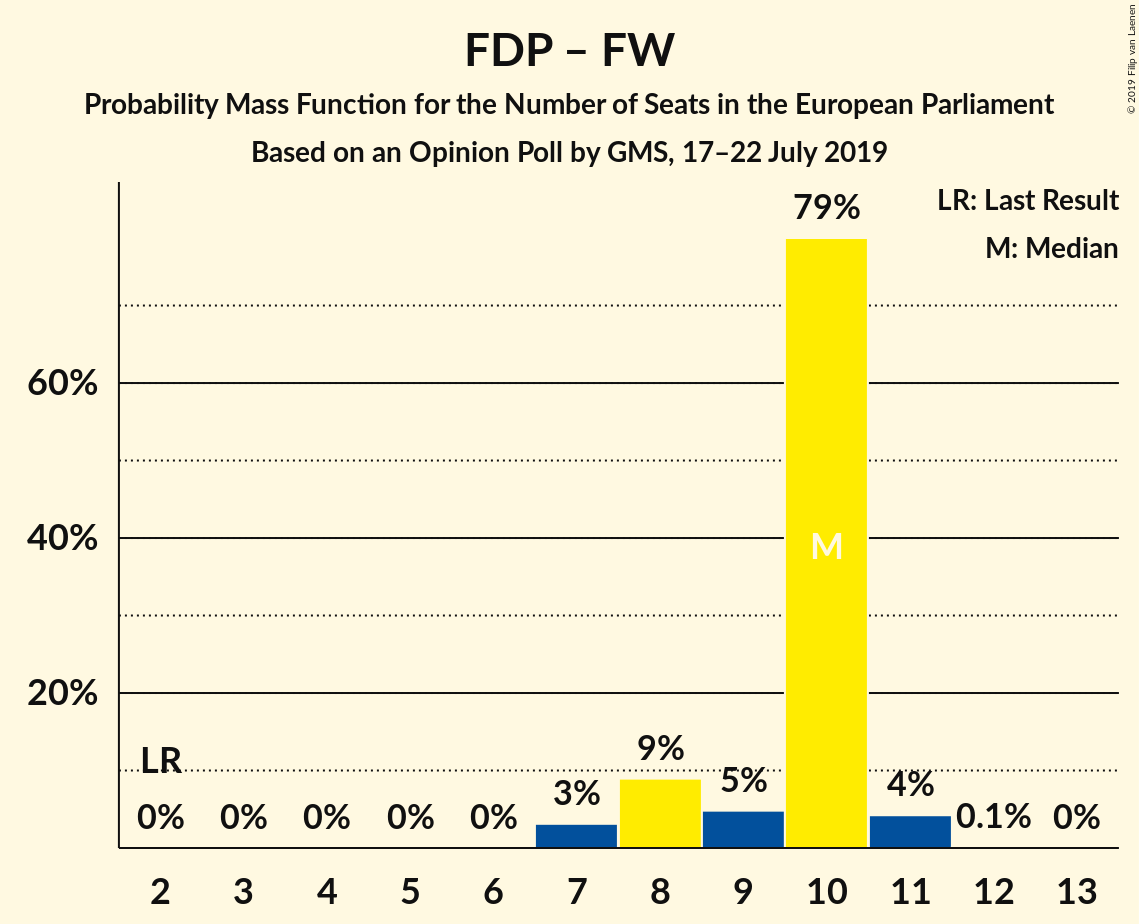 FDP – FW
Probability Mass Function for the Number of Seats in the European Parliament
Based on an Opinion Poll by GMS, 17–22 July 2019
© 2019 Filip van Laenen
LR: Last Result
M: Median
79%
60%
40%
M
20%
LR
9%
5%
4%
3%
0% 0% 0% 0% 0% 0.1% 0%
2 3 4 5 6 7 8 9 10 11 12 13